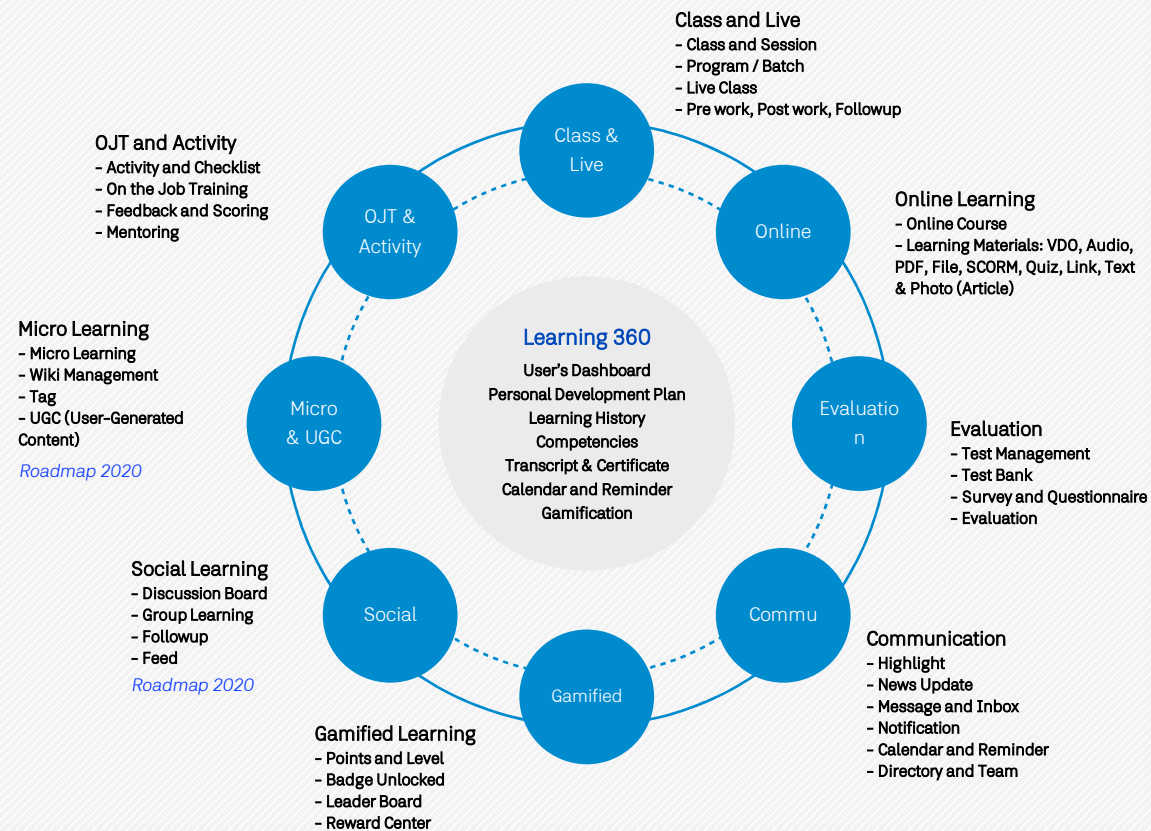 Class and Live
- Class and Session
- Program / Batch
- Live Class
- Pre work, Post work, Followup
OJT and Activity
- Activity and Checklist
- On the Job Training
- Feedback and Scoring
- Mentoring
Class &
Live
OJT &
Activity
Online
Online Learning
- Online Course
- Learning Materials: VDO, Audio,
PDF, File, SCORM, Quiz, Link, Text
& Photo (Article)
Micro Learning
- Micro Learning
- Wiki Management
- Tag
- UGC (User-Generated
Content)
Roadmap 2020
Micro
& UGC
Learning 360
User's Dashboard
Personal Development Plan
Learning History
Competencies
Transcript & Certificate
Calendar and Reminder
Gamification
Evaluatio
n
Evaluation
- Test Management
- Test Bank
- Survey and Questionnaire
- Evaluation
Social Learning
- Discussion Board
- Group Learning
- Followup
- Feed
Roadmap 2020
Social
Commu
Communication
- Highlight
- News Update
- Message and Inbox
- Notification
- Calendar and Reminder
- Directory and Team
Gamified
Gamified Learning
- Points and Level
- Badge Unlocked
- Leader Board
- Reward Center